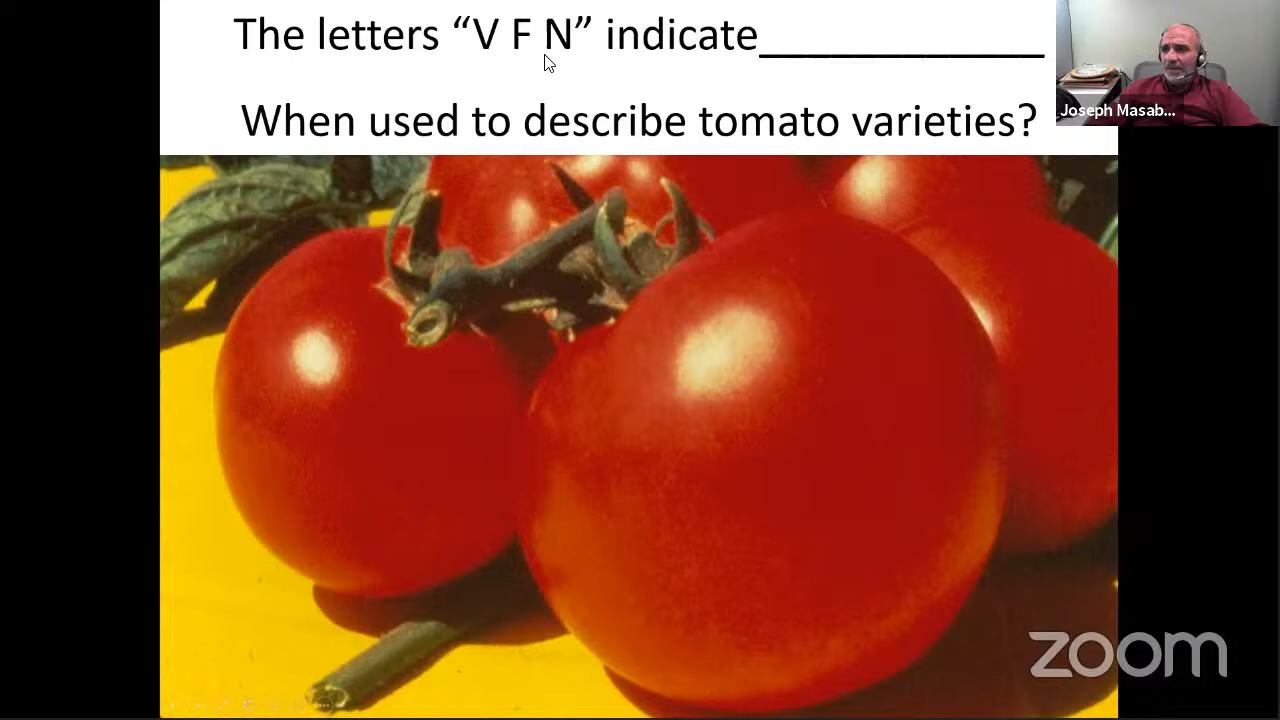 The letters “V F N” indicate____________
When used to describe tomato varieties?
Joseph Masab...
zoom